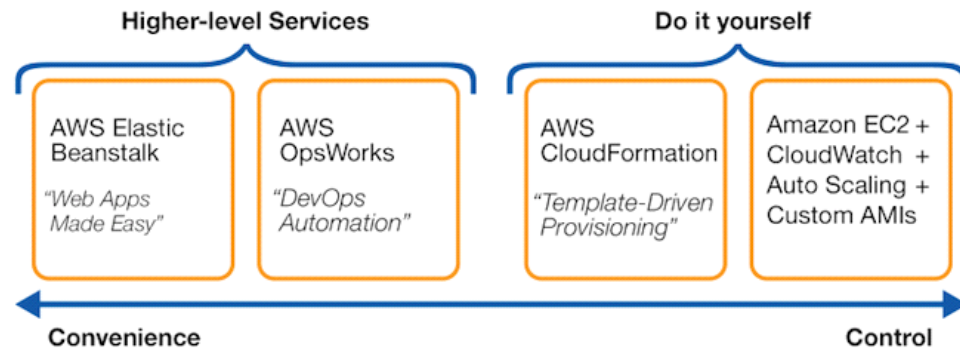 Higher-level Services
Do it yourself
AWS Elastic
Beanstalk
“Web Apps
Made Easy”
AWS
OpsWorks
“DevOps
Automation”
AWS
CloudFormation
“Template-Driven
Provisioning”
Amazon EC2 +
CloudWatch +
Auto Scaling +
Custom AMIs
Convenience
Control